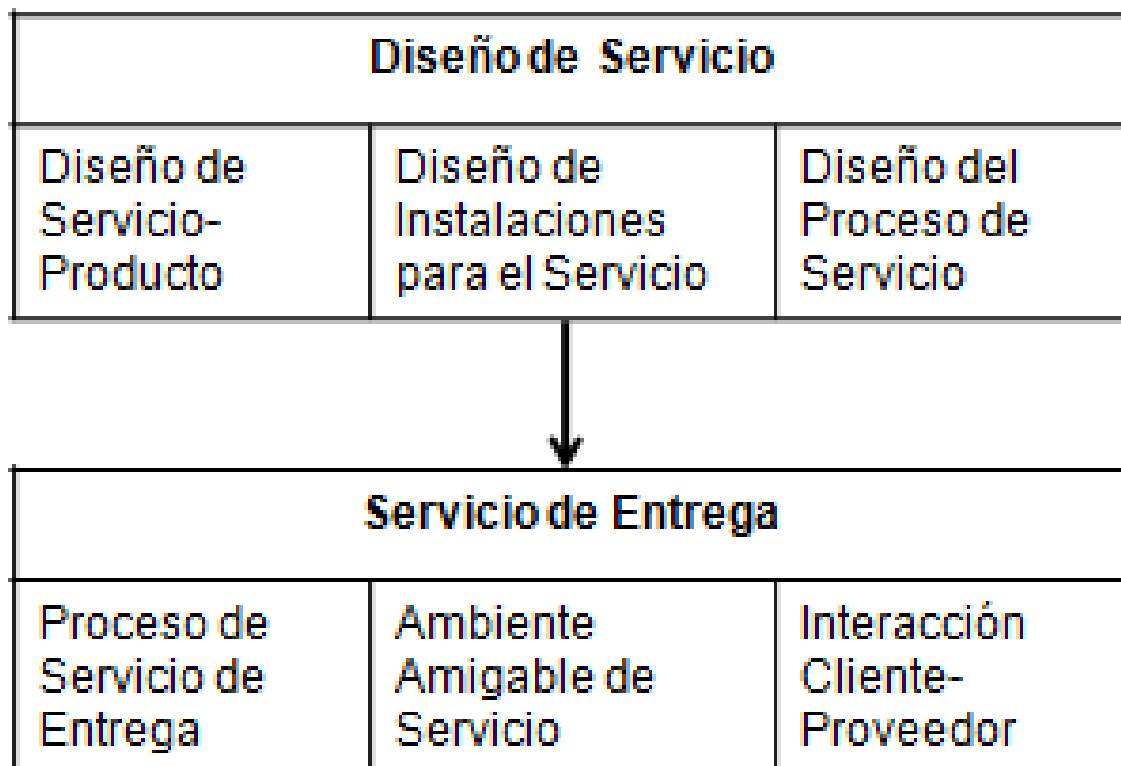 Diseño de Servicio
Diseño de
Servicio-
Producto
Diseño de
Instalaciones
para el Servicio
Diseño del
Proceso de
Servicio
Servicio de Entrega
Proceso de
Servicio de
Entrega
Ambiente
Amigable de
Servicio
Interacción
Cliente-
Proveedor